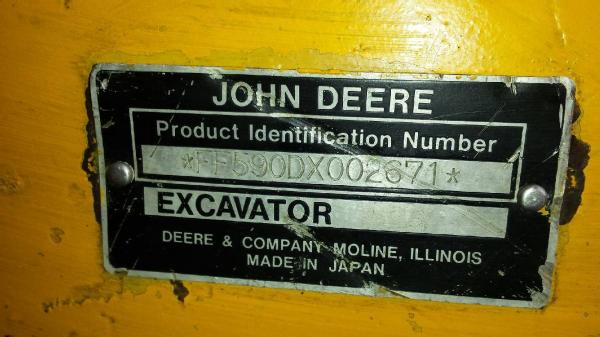 JOHN DEERE
Product Identification Number
*FF590DX002671*
EXCAVATOR
DEERE & COMPANY MOLINE, ILLINOIS
MADE IN JAPAN